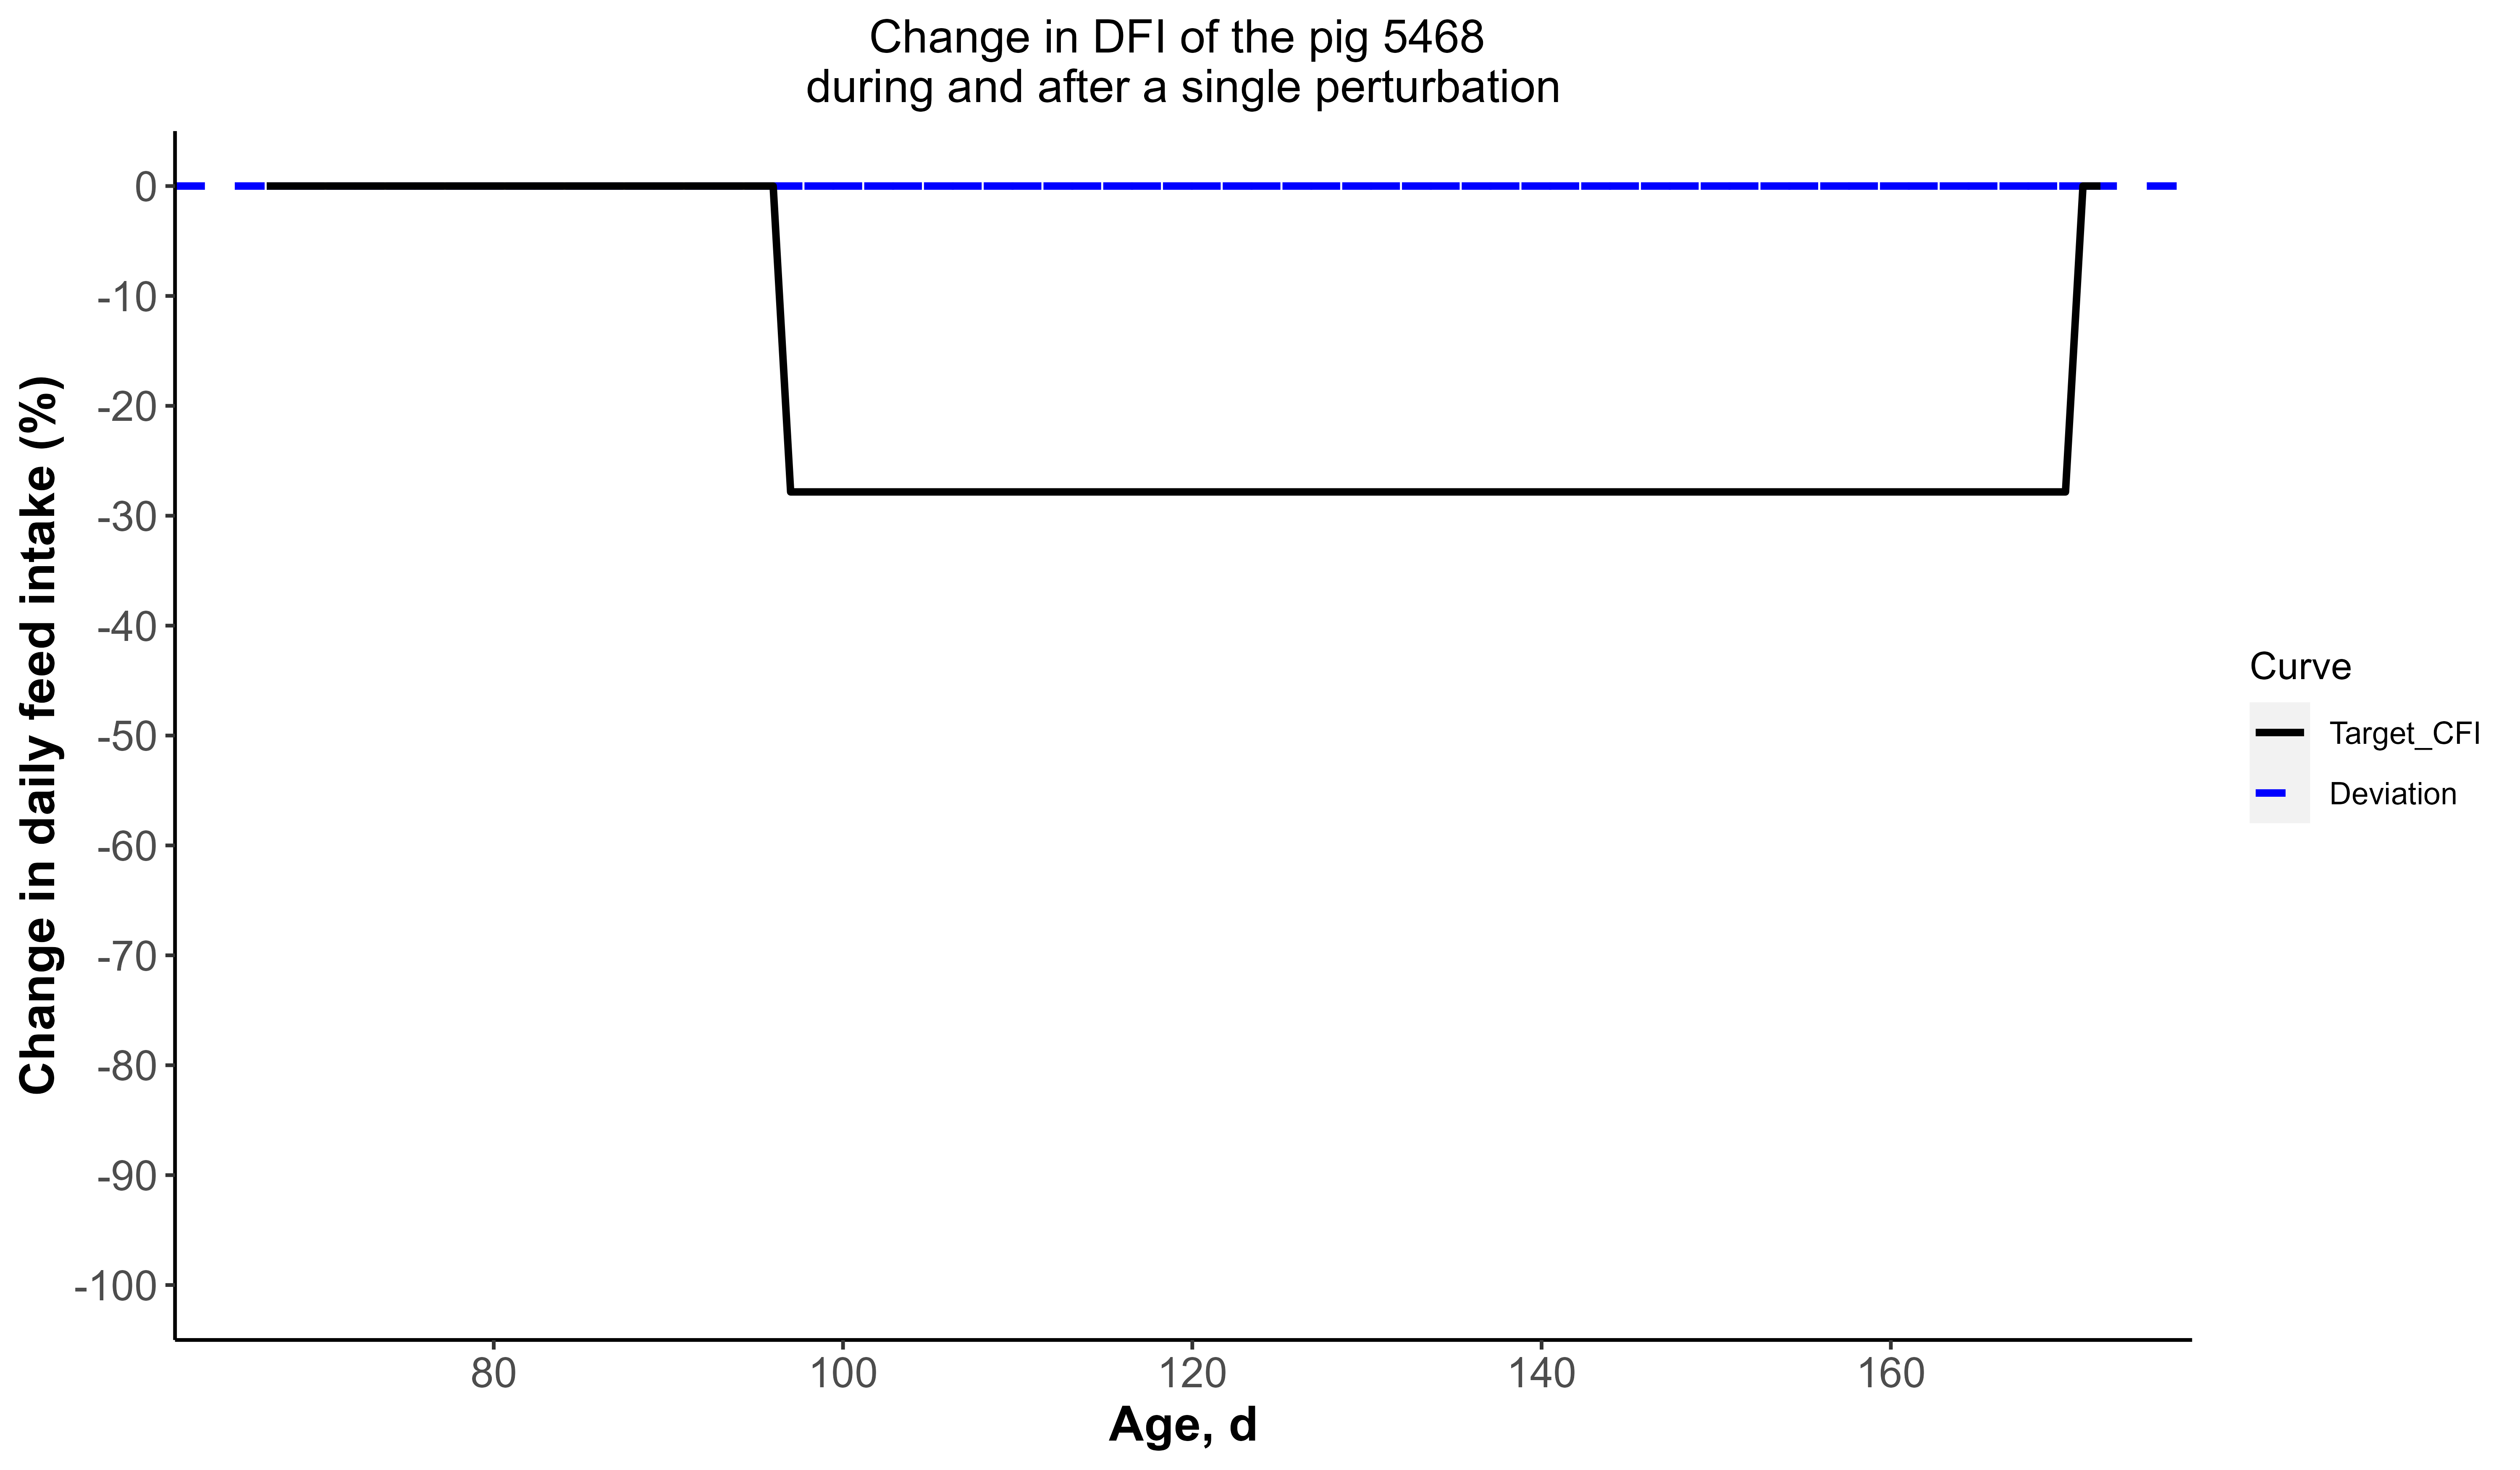 Change in DFI of the pig 5468
during and after a single perturbation
Change in daily feed intake (%)
0
-10
-20
-30
-40
-50
-60
-70
-80
-90
-100
80
100
120
140
160
Age, d
Curve
Target_CFI
Deviation